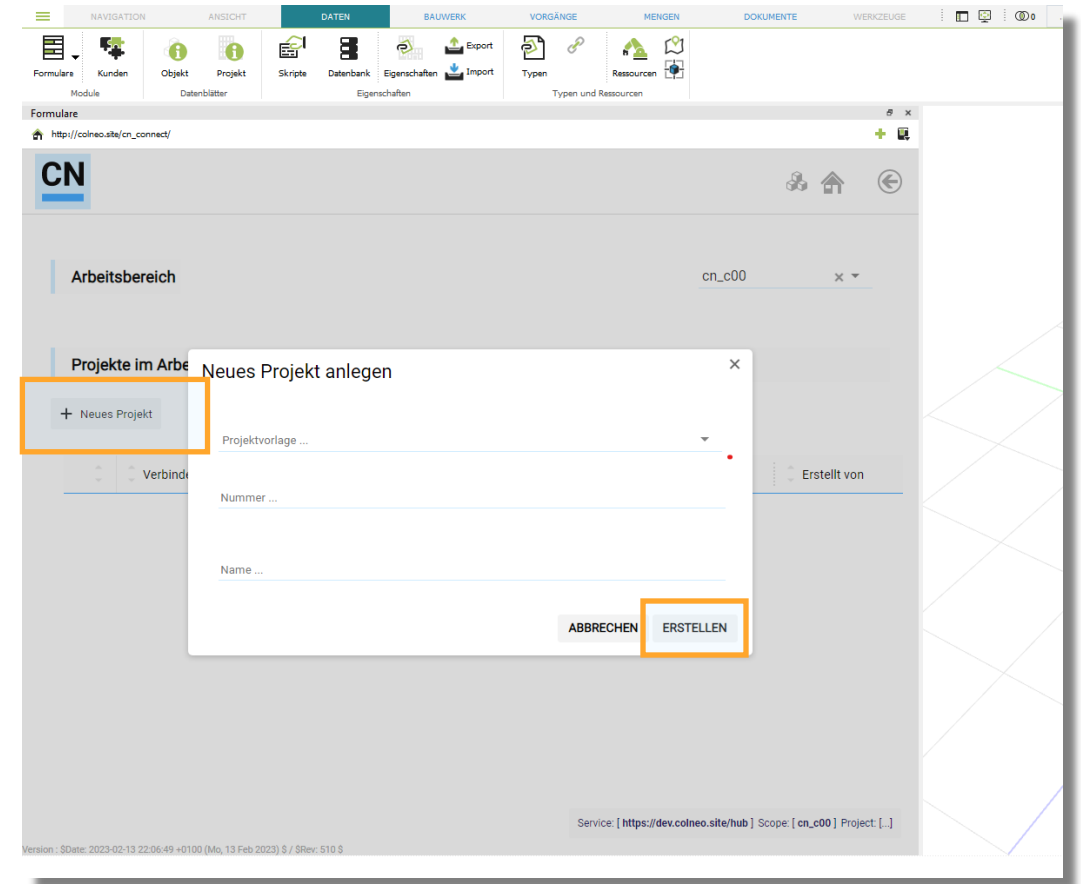 NAVIGATION ANSICHT DATEN BAUWERK VORGÄNGE MENGEN DOKUMENTE WERKZEUGE 0
Formulare Kunden Objekt Projekt Skripte Datenbank Eigenschaften Export Import Typen Ressourcen
Module Datenblätter Eigenschaften Typen und Ressourcen
Formulare
http://colneo.site/cn_connect/
CN
Arbeitsbereich cn_c00
Projekte im Arbe
Neues Projekt anlegen
+ Neues Projekt
Projektvorlage ...
Verbinde Erstellt von
Nummer ...
Name ...
ABBRECHEN ERSTELLEN
Service: [ https://dev.colneo.site/hub ] Scope: [ cn_c00 ] Project: [...]
Version : $Date: 2023-02-13 22:06:49 +0100 (Mo, 13 Feb 2023) $ / $Rev: 510 $